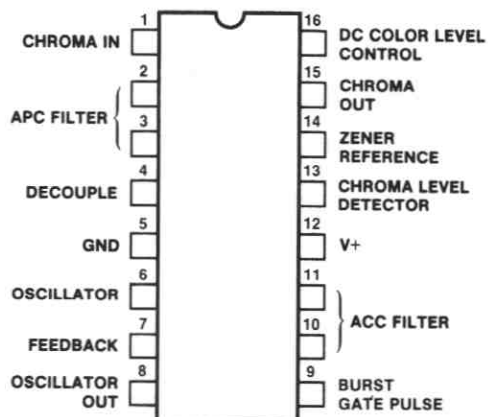 1
CHROMA IN
2
APC FILTER
3
4
DECOUPLE
5
GND
6
OSCILLATOR
7
FEEDBACK
8
OSCILLATOR
OUT
16
DC COLOR LEVEL
CONTROL
15
CHROMA
OUT
14
ZENER
REFERENCE
13
CHROMA LEVEL
DETECTOR
12
V+
11
ACC FILTER
10
9
BURST
GATE PULSE